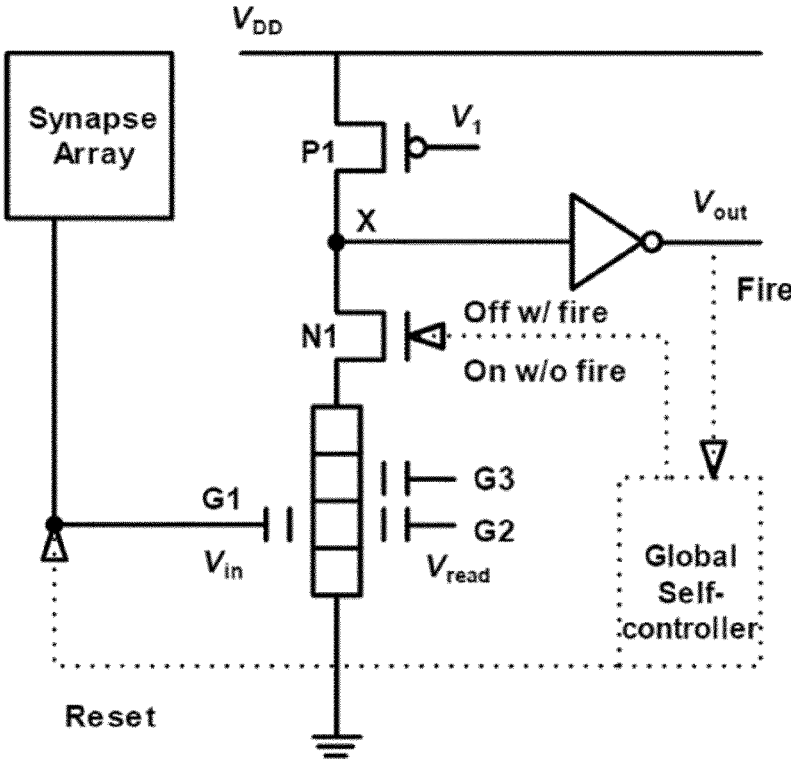 VDD
Synapse
Array
P1
V1
X
Vout
Fire
N1
Off w/ fire
On w/o fire
G1
G3
G2
Vin
Vread
Global
Self-
controller
Reset